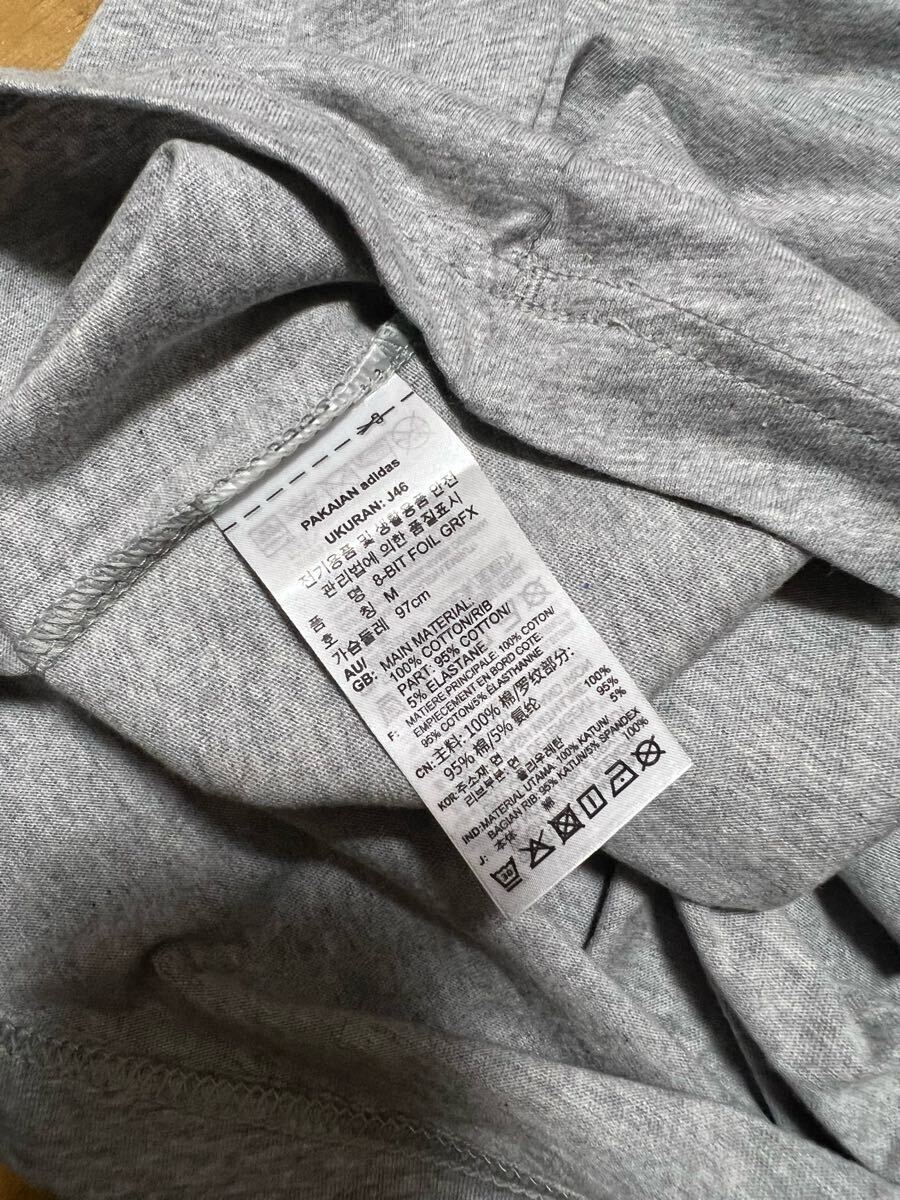 PAKAIAN adidas
UKURAN: J46
전기용품 및 생활용품 안전
관리법에 의한 품질표시
품 명 8-BIT FOIL GRFX
호 칭 M
가슴둘레 97cm
AU/
GB: MAIN MATERIAL:
100% COTTON/RIB
PART: 95% COTTON/
5% ELASTANE
F: MATIERE PRINCIPALE: 100% COTON/
EMPIECEMENT EN BORD COTE
95% COTON/5% ELASTHANNE
CN: 主料: 100% 棉/罗纹部分:
95% 棉/5% 氨纶
KOR: 주소재: 면 100%
리브부분: 면 95%
폴리우레탄 5%
IND: MATERIAL UTAMA: 100% KATUN/
BAGIAN RIB: 95% KATUN/5% SPANDEX
J: 本体 綿 100%